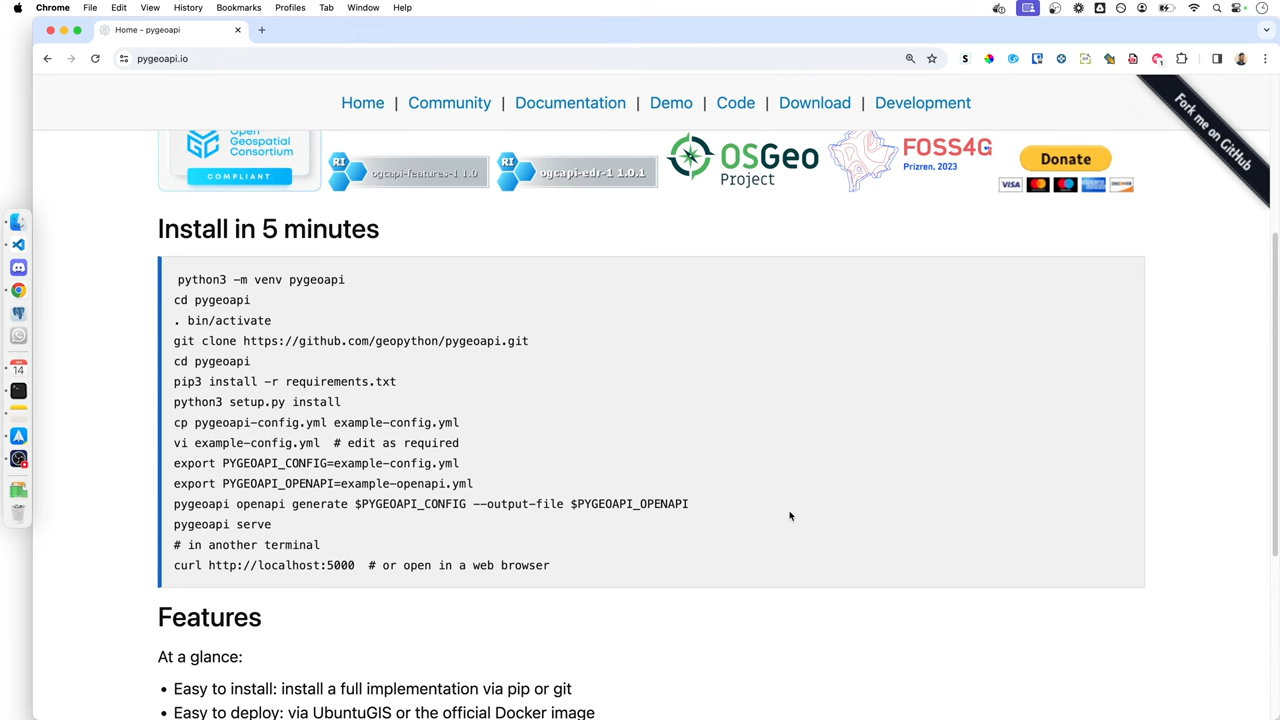 Chrome File Edit View History Bookmarks Profiles Tab Window Help
Home - pygeoapi
pygeoapi.io
Home | Community | Documentation | Demo | Code | Download | Development
Fork me on GitHub
Open
Geospatial
Consortium
COMPLIANT
RI ogcapi-features-1 1.0
RI ogcapi-edr-1 1.0.1
OSGeo
Project
FOSS4G
Prizren, 2023
Donate
VISA
Install in 5 minutes
python3 -m venv pygeoapi
cd pygeoapi
. bin/activate
git clone https://github.com/geopython/pygeoapi.git
cd pygeoapi
pip3 install -r requirements.txt
python3 setup.py install
cp pygeoapi-config.yml example-config.yml
vi example-config.yml # edit as required
export PYGEOAPI_CONFIG=example-config.yml
export PYGEOAPI_OPENAPI=example-openapi.yml
pygeoapi openapi generate $PYGEOAPI_CONFIG --output-file $PYGEOAPI_OPENAPI
pygeoapi serve
# in another terminal
curl http://localhost:5000 # or open in a web browser
Features
At a glance:
• Easy to install: install a full implementation via pip or git
• Easy to deploy: via UbuntuGIS or the official Docker image
14